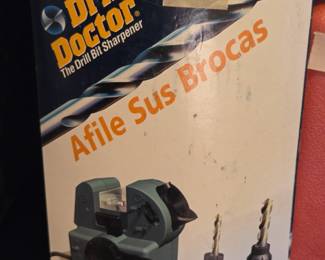 Drill
Doctor®
The Drill Bit Sharpener
Afile Sus Brocas